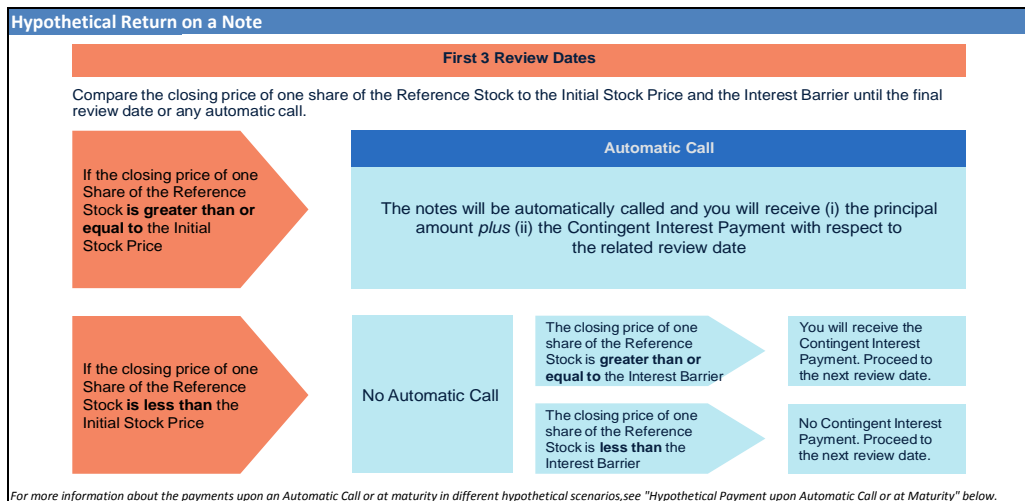 Hypothetical Return on a Note
First 3 Review Dates
Compare the closing price of one share of the Reference Stock to the Initial Stock Price and the Interest Barrier until the final
review date or any automatic call.
If the closing price of one
Share of the Reference
Stock is greater than or
equal to the Initial
Stock Price
Automatic Call
The notes will be automatically called and you will receive (i) the principal
amount plus (ii) the Contingent Interest Payment with respect to
the related review date
If the closing price of one
Share of the Reference
Stock is less than the
Initial Stock Price
No Automatic Call
The closing price of one
share of the Reference
Stock is greater than or
equal to the Interest Barrier
You will receive the
Contingent Interest
Payment. Proceed to
the next review date.
The closing price of one
share of the Reference
Stock is less than the
Interest Barrier
No Contingent Interest
Payment. Proceed to
the next review date.
For more information about the payments upon an Automatic Call or at maturity in different hypothetical scenarios,see "Hypothetical Payment upon Automatic Call or at Maturity" below.